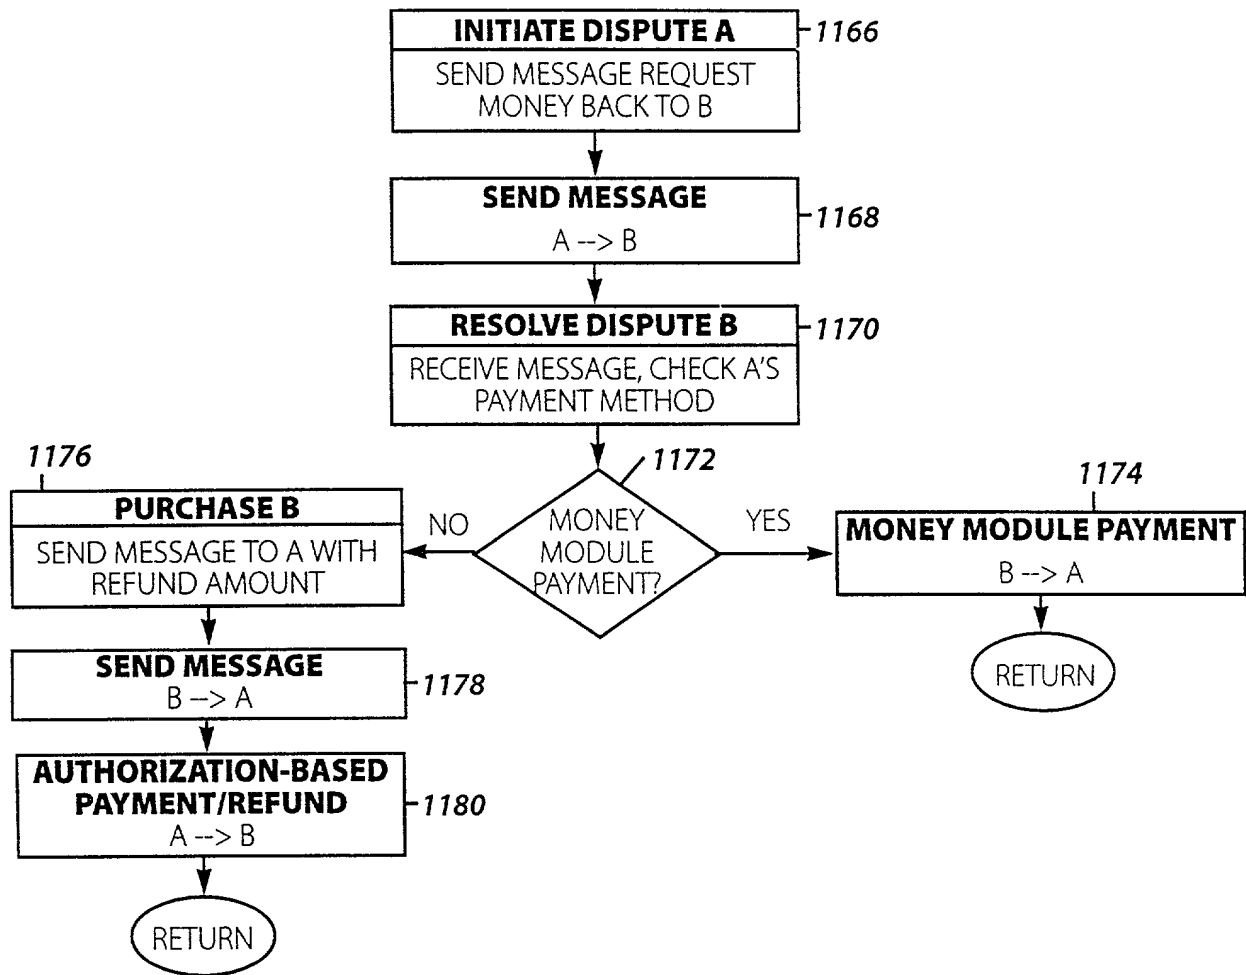 INITIATE DISPUTE A
1166
SEND MESSAGE REQUEST
MONEY BACK TO B
SEND MESSAGE
1168
A --> B
RESOLVE DISPUTE B
1170
RECEIVE MESSAGE, CHECK A'S
PAYMENT METHOD
1172
MONEY
MODULE
PAYMENT?
NO
YES
1176
PURCHASE B
SEND MESSAGE TO A WITH
REFUND AMOUNT
SEND MESSAGE
B --> A
1178
AUTHORIZATION-BASED
PAYMENT/REFUND
1180
A --> B
RETURN
1174
MONEY MODULE PAYMENT
B --> A
RETURN